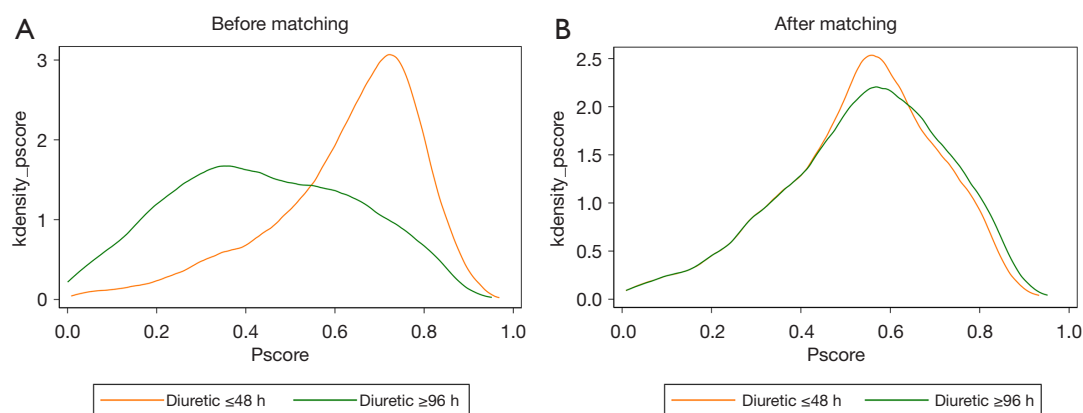 A
Before matching
kdensity_pscore
3
2
1
0
0.0 0.2 0.4 0.6 0.8 1.0
Pscore
Diuretic ≤48 h Diuretic ≥96 h
B
After matching
kdensity_pscore
2.5
2.0
1.5
1.0
0.5
0.0
0.0 0.2 0.4 0.6 0.8 1.0
Pscore
Diuretic ≤48 h Diuretic ≥96 h